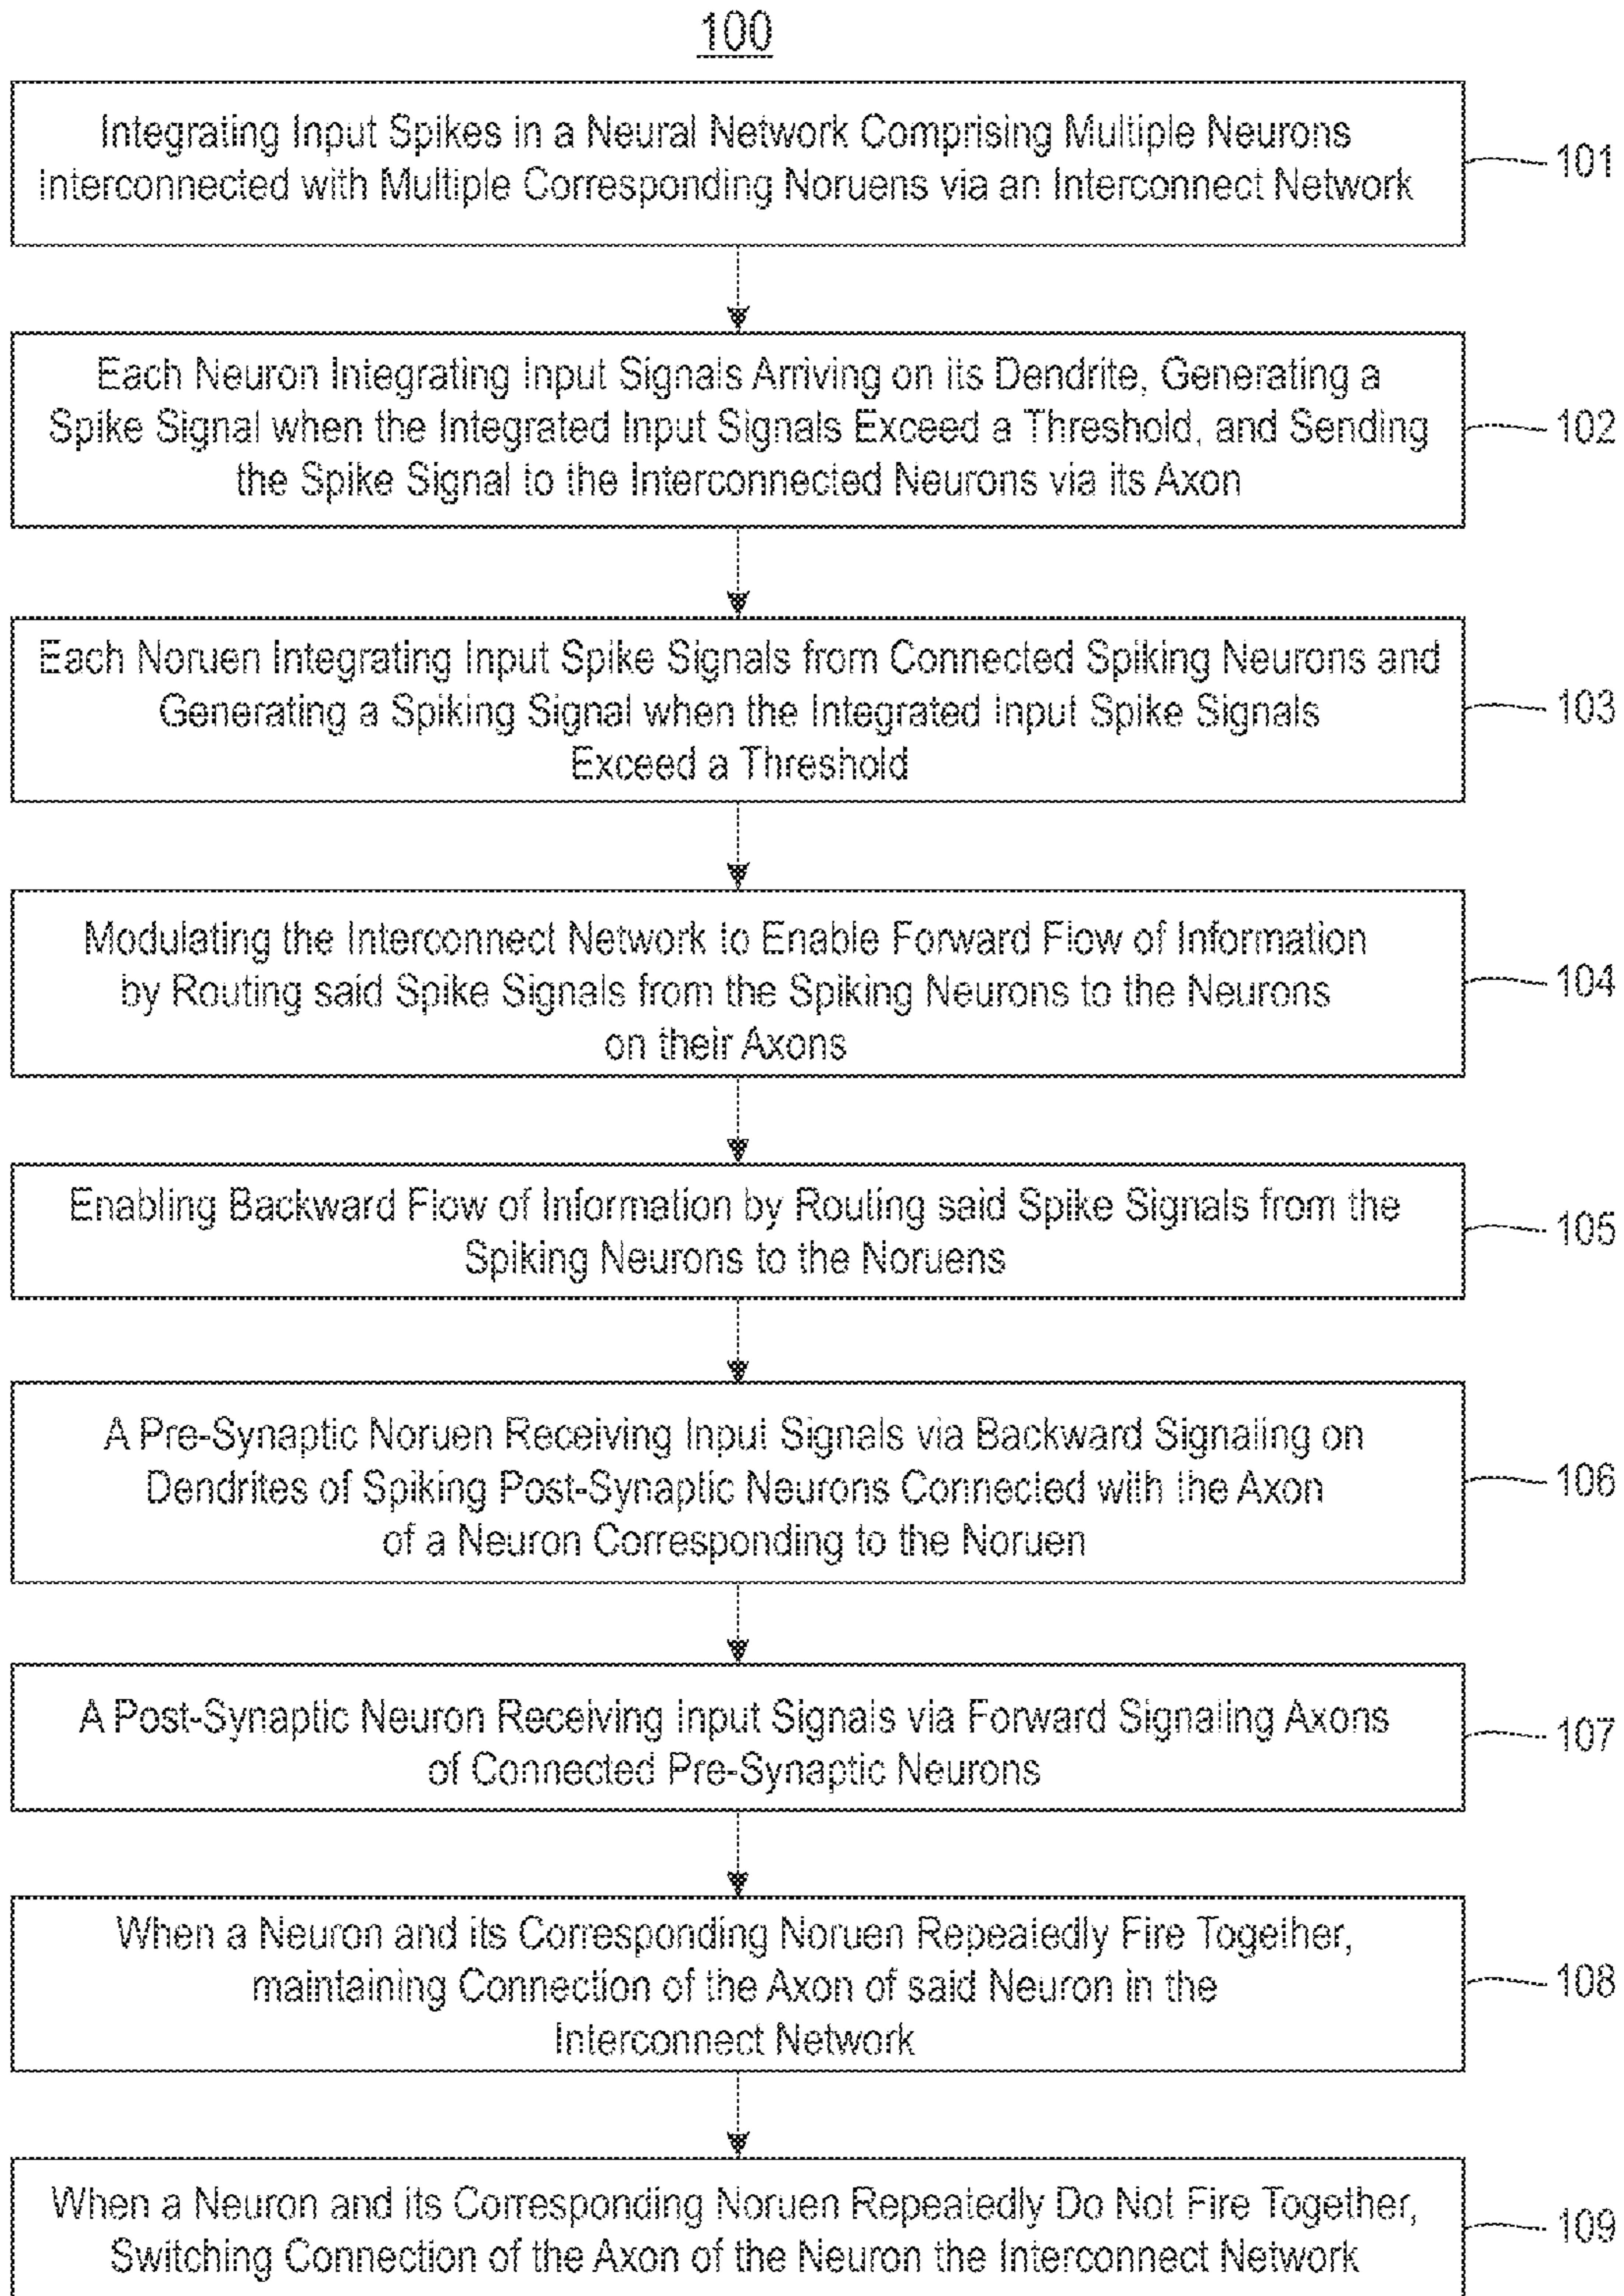 100
Integrating Input Spikes in a Neural Network Comprising Multiple Neurons
Interconnected with Multiple Corresponding Noruens via an Interconnect Network
101
Each Neuron Integrating Input Signals Arriving on its Dendrite, Generating a
Spike Signal when the Integrated Input Signals Exceed a Threshold, and Sending
the Spike Signal to the Interconnected Neurons via its Axon
102
Each Noruen Integrating Input Spike Signals from Connected Spiking Neurons and
Generating a Spiking Signal when the Integrated Input Spike Signals
Exceed a Threshold
103
Modulating the Interconnect Network to Enable Forward Flow of Information
by Routing said Spike Signals from the Spiking Neurons to the Neurons
on their Axons
104
Enabling Backward Flow of Information by Routing said Spike Signals from the
Spiking Neurons to the Noruens
105
A Pre-Synaptic Noruen Receiving Input Signals via Backward Signaling on
Dendrites of Spiking Post-Synaptic Neurons Connected with the Axon
of a Neuron Corresponding to the Noruen
106
A Post-Synaptic Neuron Receiving Input Signals via Forward Signaling Axons
of Connected Pre-Synaptic Neurons
107
When a Neuron and its Corresponding Noruen Repeatedly Fire Together,
maintaining Connection of the Axon of said Neuron in the
Interconnect Network
108
When a Neuron and its Corresponding Noruen Repeatedly Do Not Fire Together,
Switching Connection of the Axon of the Neuron the Interconnect Network
109